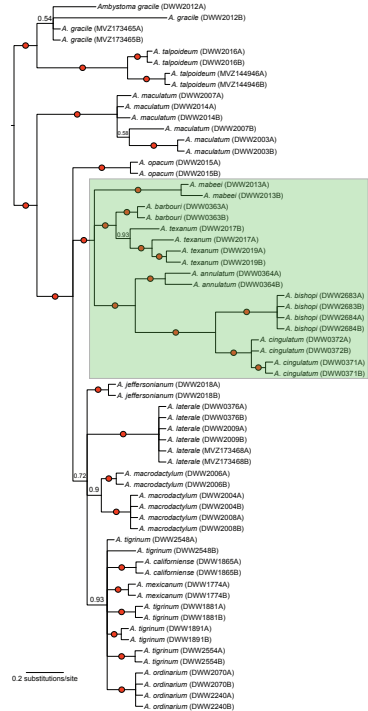 Ambystoma gracile (DWW2012A)
0.54
A. gracile (DWW2012B)
A. gracile (MVZ173465A)
A. gracile (MVZ173465B)
A. talpoideum (DWW2016A)
A. talpoideum (DWW2016B)
A. talpoideum (MVZ144946A)
A. talpoideum (MVZ144946B)
A. maculatum (DWW2007A)
A. maculatum (DWW2014A)
A. maculatum (DWW2014B)
A. maculatum (DWW2007B)
0.58
A. maculatum (DWW2003A)
A. maculatum (DWW2003B)
A. opacum (DWW2015A)
A. opacum (DWW2015B)
A. mabeei (DWW2013A)
A. mabeei (DWW2013B)
A. barbouri (DWW0363A)
A. barbouri (DWW0363B)
A. texanum (DWW2017B)
0.93
A. texanum (DWW2017A)
A. texanum (DWW2019A)
A. texanum (DWW2019B)
A. annulatum (DWW0364A)
A. annulatum (DWW0364B)
A. bishopi (DWW2683A)
A. bishopi (DWW2683B)
A. bishopi (DWW2684A)
A. bishopi (DWW2684B)
A. cingulatum (DWW0372A)
A. cingulatum (DWW0372B)
A. cingulatum (DWW0371A)
A. cingulatum (DWW0371B)
A. jeffersonianum (DWW2018A)
A. jeffersonianum (DWW2018B)
A. laterale (DWW0376A)
A. laterale (DWW0376B)
A. laterale (DWW2009A)
A. laterale (DWW2009B)
A. laterale (MVZ173468A)
A. laterale (MVZ173468B)
0.72
A. macrodactylum (DWW2006A)
A. macrodactylum (DWW2006B)
0.9
A. macrodactylum (DWW2004A)
A. macrodactylum (DWW2004B)
A. macrodactylum (DWW2008A)
A. macrodactylum (DWW2008B)
A. tigrinum (DWW2548A)
A. tigrinum (DWW2548B)
A. californiense (DWW1865A)
A. californiense (DWW1865B)
A. mexicanum (DWW1774A)
A. mexicanum (DWW1774B)
0.93
A. tigrinum (DWW1881A)
A. tigrinum (DWW1881B)
A. tigrinum (DWW1891A)
A. tigrinum (DWW1891B)
A. tigrinum (DWW2554A)
A. tigrinum (DWW2554B)
A. ordinarium (DWW2070A)
A. ordinarium (DWW2070B)
A. ordinarium (DWW2240A)
A. ordinarium (DWW2240B)
0.2 substitutions/site